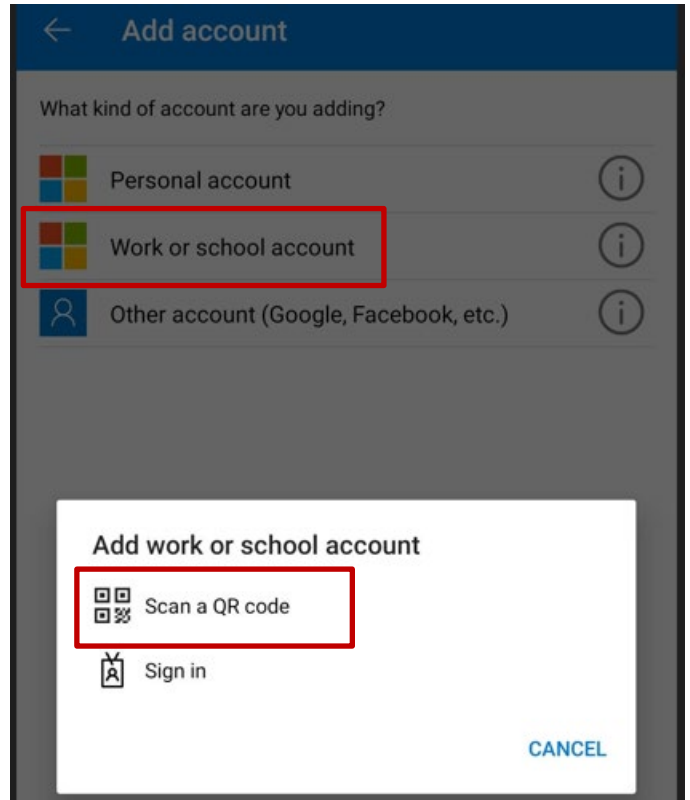 Add account
What kind of account are you adding?
Personal account
Work or school account
Other account (Google, Facebook, etc.)
Add work or school account
Scan a QR code
Sign in
CANCEL